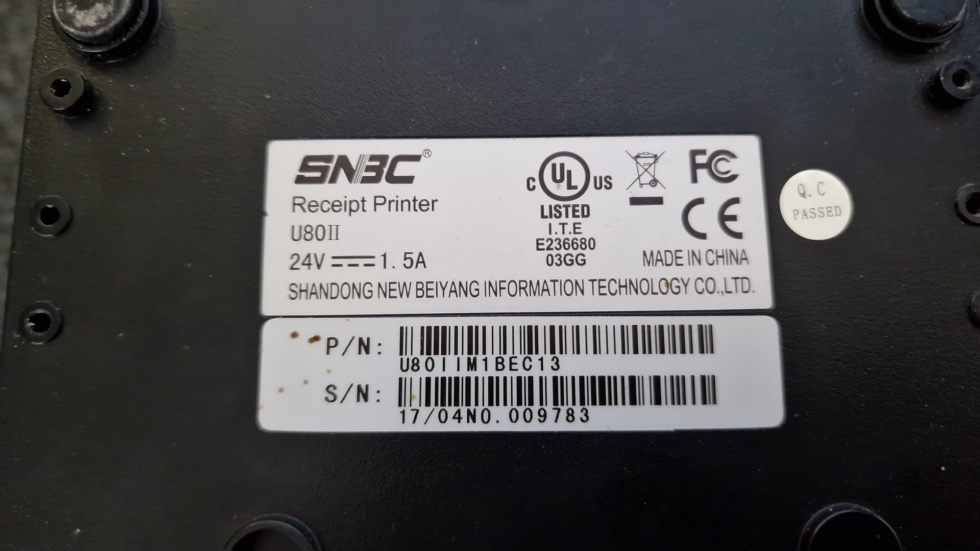 SNBC®
Receipt Printer
U80II
24V ⎓ 1.5A
C UL US
LISTED
I.T.E
E236680
03GG
FC
CE
MADE IN CHINA
SHANDONG NEW BEIYANG INFORMATION TECHNOLOGY CO.,LTD.
Q.C
PASSED
P/N:
U80IIM1BEC13
S/N:
17/04NO.009783